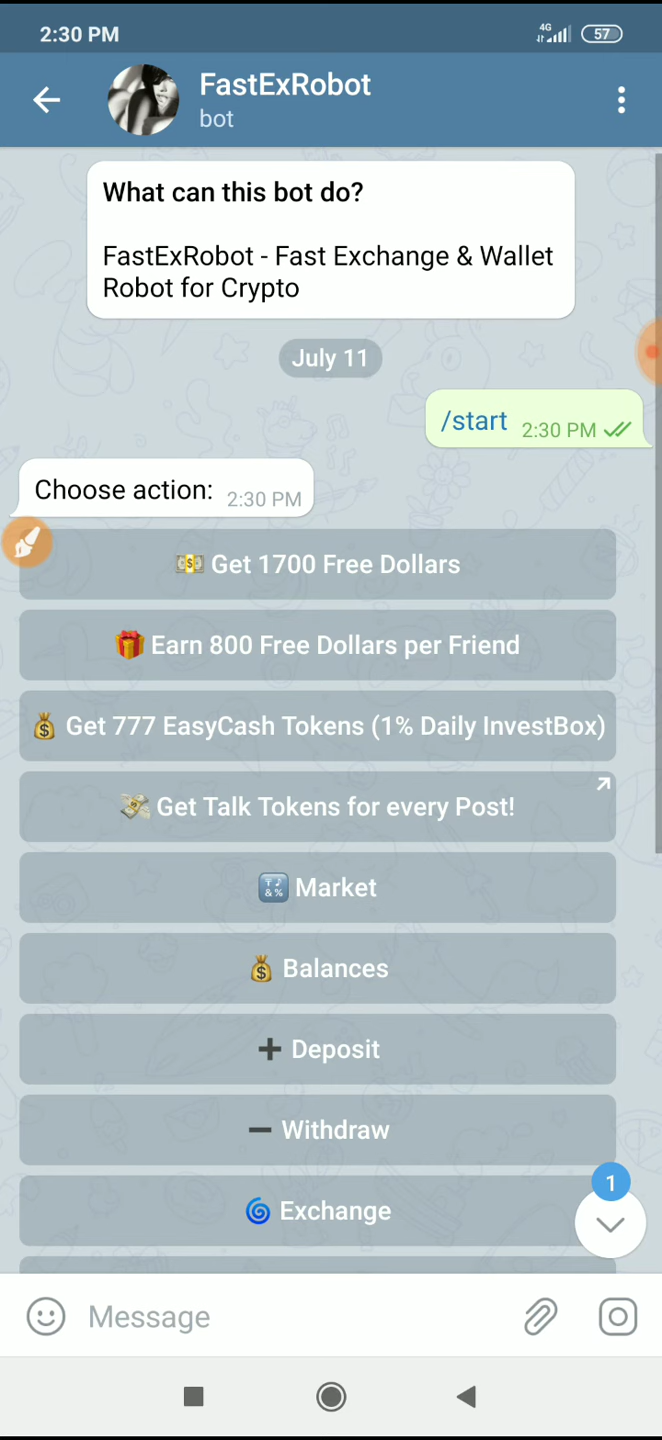 2:30 PM
4G
57
FastExRobot
bot
What can this bot do?
FastExRobot - Fast Exchange & Wallet
Robot for Crypto
July 11
/start 2:30 PM
Choose action: 2:30 PM
Get 1700 Free Dollars
Earn 800 Free Dollars per Friend
Get 777 EasyCash Tokens (1% Daily InvestBox)
Get Talk Tokens for every Post!
Market
Balances
Deposit
Withdraw
1
Exchange
Message